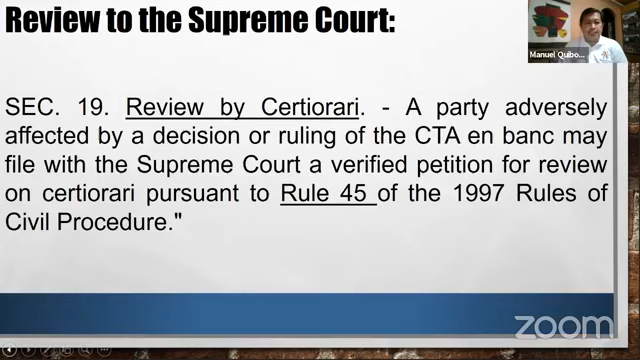 Review to the Supreme Court:
Manuel Quibo...
SEC. 19. Review by Certiorari. - A party adversely
affected by a decision or ruling of the CTA en banc may
file with the Supreme Court a verified petition for review
on certiorari pursuant to Rule 45 of the 1997 Rules of
Civil Procedure."
zoom